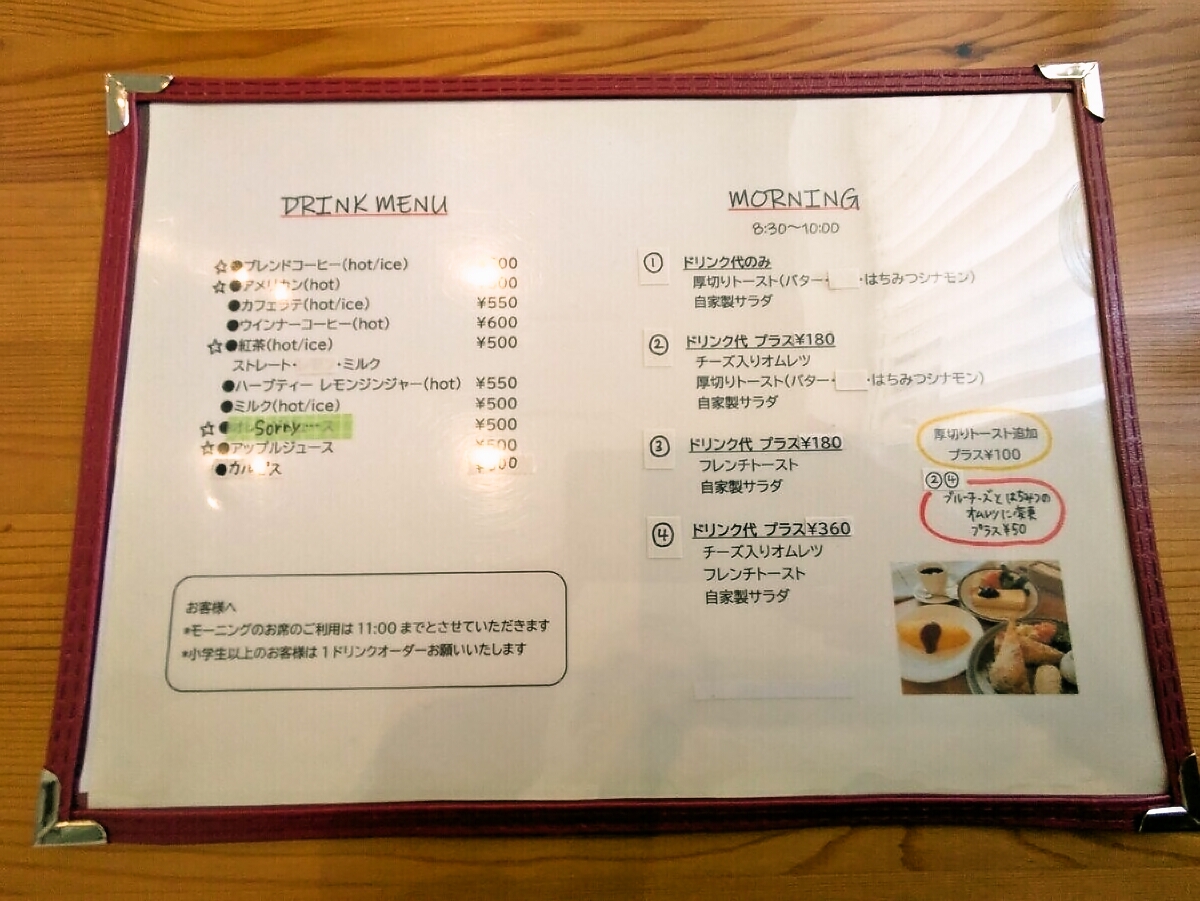 DRINK MENU
☆●ブレンドコーヒー(hot/ice) 00
☆●アメリカン(hot) 500
●カフェラテ(hot/ice) ¥550
●ウインナーコーヒー(hot) ¥600
☆●紅茶(hot/ice) ¥500
ストレート・ ・ミルク
●ハーブティー レモンジンジャー(hot) ¥550
●ミルク(hot/ice) ¥500
☆● Sorry ース ¥500
☆●アップルジュース ¥500
●カルピス 00
お客様へ
*モーニングのお席のご利用は 11:00 までとさせていただきます
*小学生以上のお客様は 1 ドリンクオーダーお願いいたします
MORNING
8:30〜10:00
① ドリンク代のみ
厚切りトースト(バター・ ・はちみつシナモン)
自家製サラダ
② ドリンク代 プラス¥180
チーズ入りオムレツ
厚切りトースト(バター・ ・はちみつシナモン)
自家製サラダ
③ ドリンク代 プラス¥180
フレンチトースト
自家製サラダ
④ ドリンク代 プラス¥360
チーズ入りオムレツ
フレンチトースト
自家製サラダ
厚切りトースト追加
プラス¥100
②④
ブルーチーズとはちみつの
オムレツに変更
プラス¥50